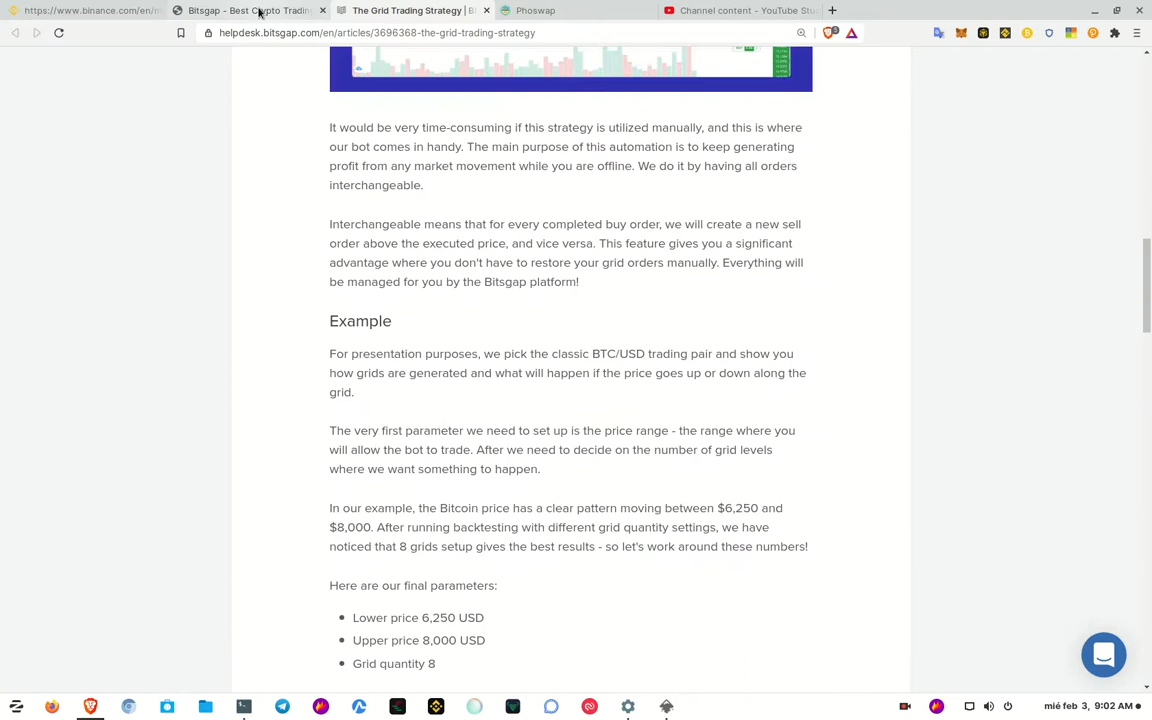 https://www.binance.com/en/m
Bitsgap - Best Crypto Tradin
The Grid Trading Strategy | B
Phoswap
Channel content - YouTube Stu
helpdesk.bitsgap.com/en/articles/3696368-the-grid-trading-strategy
It would be very time-consuming if this strategy is utilized manually, and this is where
our bot comes in handy. The main purpose of this automation is to keep generating
profit from any market movement while you are offline. We do it by having all orders
interchangeable.
Interchangeable means that for every completed buy order, we will create a new sell
order above the executed price, and vice versa. This feature gives you a significant
advantage where you don't have to restore your grid orders manually. Everything will
be managed for you by the Bitsgap platform!
Example
For presentation purposes, we pick the classic BTC/USD trading pair and show you
how grids are generated and what will happen if the price goes up or down along the
grid.
The very first parameter we need to set up is the price range - the range where you
will allow the bot to trade. After we need to decide on the number of grid levels
where we want something to happen.
In our example, the Bitcoin price has a clear pattern moving between $6,250 and
$8,000. After running backtesting with different grid quantity settings, we have
noticed that 8 grids setup gives the best results - so let's work around these numbers!
Here are our final parameters:
Lower price 6,250 USD
Upper price 8,000 USD
Grid quantity 8
mié feb 3, 9:02 AM